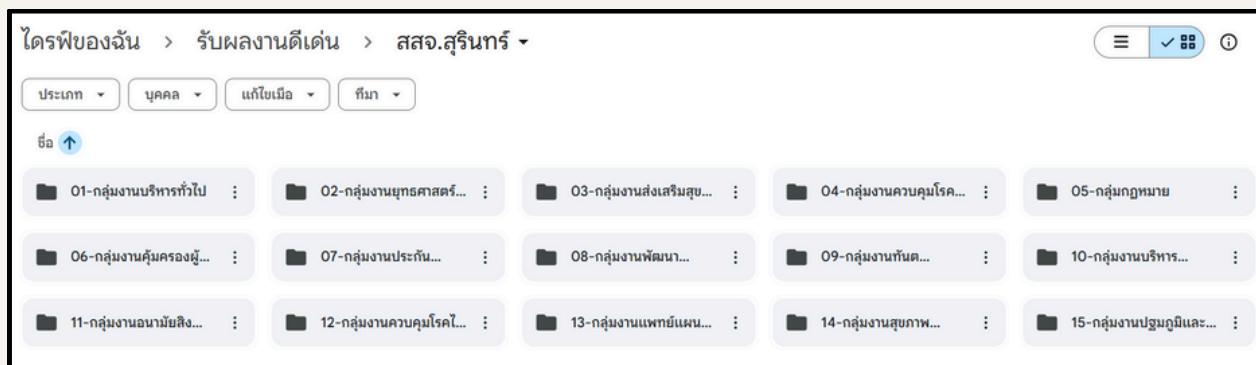 ไดรฟ์ของฉัน > รับผลงานดีเด่น > สสจ.สุรินทร์
ประเภท บุคคล แก้ไขเมื่อ ที่มา
ชื่อ
01-กลุ่มงานบริหารทั่วไป 02-กลุ่มงานยุทธศาสตร์... 03-กลุ่มงานส่งเสริมสุข... 04-กลุ่มงานควบคุมโรค... 05-กลุ่มกฎหมาย
06-กลุ่มงานคุ้มครองผู้... 07-กลุ่มงานประกัน... 08-กลุ่มงานพัฒนา... 09-กลุ่มงานทันต... 10-กลุ่มงานบริหาร...
11-กลุ่มงานอนามัยสิ่ง... 12-กลุ่มงานควบคุมโรคไ... 13-กลุ่มงานแพทย์แผน... 14-กลุ่มงานสุขภาพ... 15-กลุ่มงานปฐมภูมิและ...